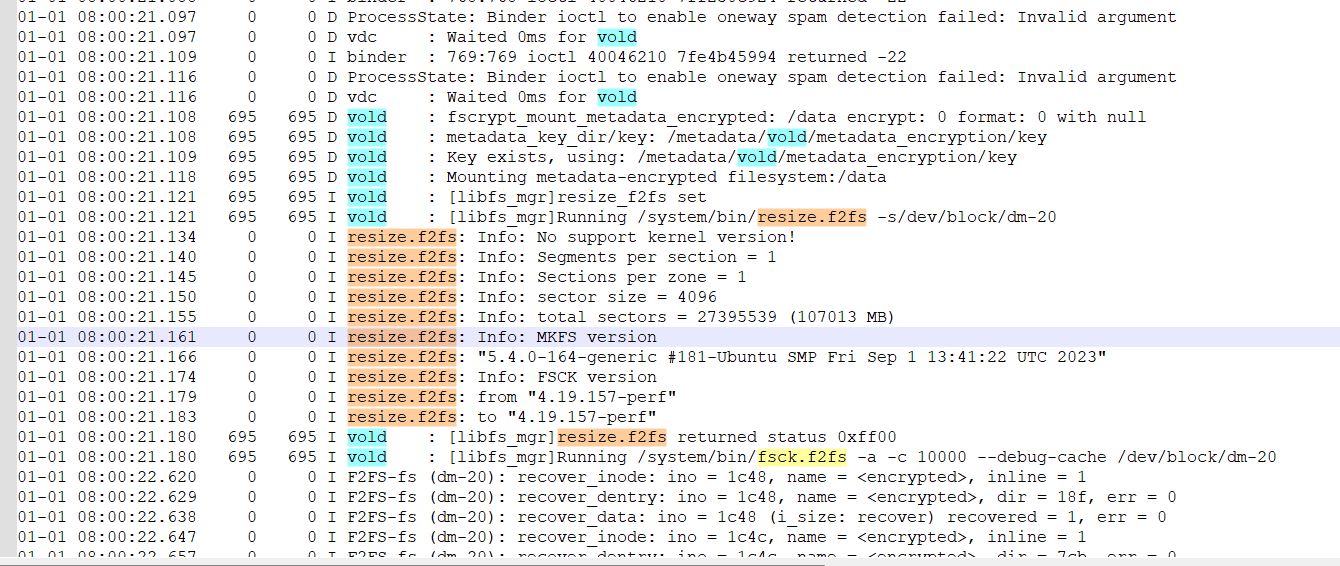 01-01 08:00:21.097 0 0 D ProcessState: Binder ioctl to enable oneway spam detection failed: Invalid argument
01-01 08:00:21.097 0 0 D vdc : Waited 0ms for vold
01-01 08:00:21.109 0 0 I binder : 769:769 ioctl 40046210 7fe4b45994 returned -22
01-01 08:00:21.116 0 0 D ProcessState: Binder ioctl to enable oneway spam detection failed: Invalid argument
01-01 08:00:21.116 0 0 D vdc : Waited 0ms for vold
01-01 08:00:21.108 695 695 D vold : fscrypt_mount_metadata_encrypted: /data encrypt: 0 format: 0 with null
01-01 08:00:21.108 695 695 D vold : metadata_key_dir/key: /metadata/vold/metadata_encryption/key
01-01 08:00:21.109 695 695 D vold : Key exists, using: /metadata/vold/metadata_encryption/key
01-01 08:00:21.118 695 695 D vold : Mounting metadata-encrypted filesystem:/data
01-01 08:00:21.121 695 695 I vold : [libfs_mgr]resize_f2fs set
01-01 08:00:21.121 695 695 I vold : [libfs_mgr]Running /system/bin/resize.f2fs -s/dev/block/dm-20
01-01 08:00:21.134 0 0 I resize.f2fs: Info: No support kernel version!
01-01 08:00:21.140 0 0 I resize.f2fs: Info: Segments per section = 1
01-01 08:00:21.145 0 0 I resize.f2fs: Info: Sections per zone = 1
01-01 08:00:21.150 0 0 I resize.f2fs: Info: sector size = 4096
01-01 08:00:21.155 0 0 I resize.f2fs: Info: total sectors = 27395539 (107013 MB)
01-01 08:00:21.161 0 0 I resize.f2fs: Info: MKFS version
01-01 08:00:21.166 0 0 I resize.f2fs: "5.4.0-164-generic #181-Ubuntu SMP Fri Sep 1 13:41:22 UTC 2023"
01-01 08:00:21.174 0 0 I resize.f2fs: Info: FSCK version
01-01 08:00:21.179 0 0 I resize.f2fs: from "4.19.157-perf"
01-01 08:00:21.183 0 0 I resize.f2fs: to "4.19.157-perf"
01-01 08:00:21.180 695 695 I vold : [libfs_mgr]resize.f2fs returned status 0xff00
01-01 08:00:21.180 695 695 I vold : [libfs_mgr]Running /system/bin/fsck.f2fs -a -c 10000 --debug-cache /dev/block/dm-20
01-01 08:00:22.620 0 0 I F2FS-fs (dm-20): recover_inode: ino = 1c48, name = <encrypted>, inline = 1
01-01 08:00:22.629 0 0 I F2FS-fs (dm-20): recover_dentry: ino = 1c48, name = <encrypted>, dir = 18f, err = 0
01-01 08:00:22.638 0 0 I F2FS-fs (dm-20): recover_data: ino = 1c48 (i_size: recover) recovered = 1, err = 0
01-01 08:00:22.647 0 0 I F2FS-fs (dm-20): recover_inode: ino = 1c4c, name = <encrypted>, inline = 1